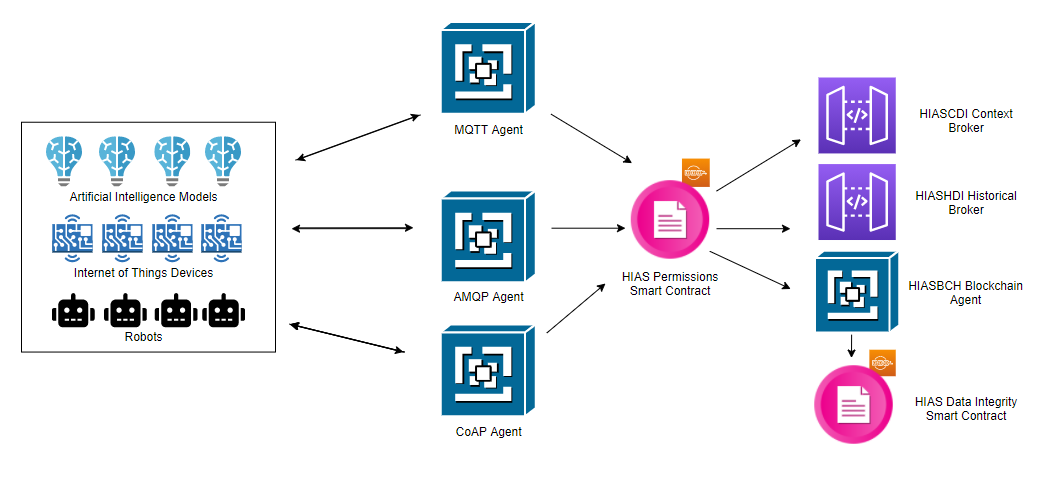 MQTT Agent
Artificial Intelligence Models
Internet of Things Devices
Robots
AMQP Agent
CoAP Agent
HIAS Permissions
Smart Contract
HIASCDI Context
Broker
HIASHDI Historical
Broker
HIASBCH Blockchain
Agent
HIAS Data Integrity
Smart Contract